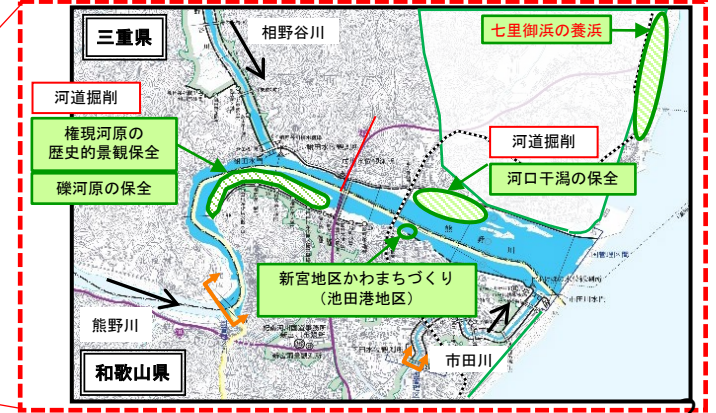 三重県
相野谷川
七里御浜の養浜
河道掘削
権現河原の
歴史的景観保全
礫河原の保全
河道掘削
河口干潟の保全
熊野川
新宮地区かわまちづくり
（池田港地区）
熊野川
市田川
和歌山県